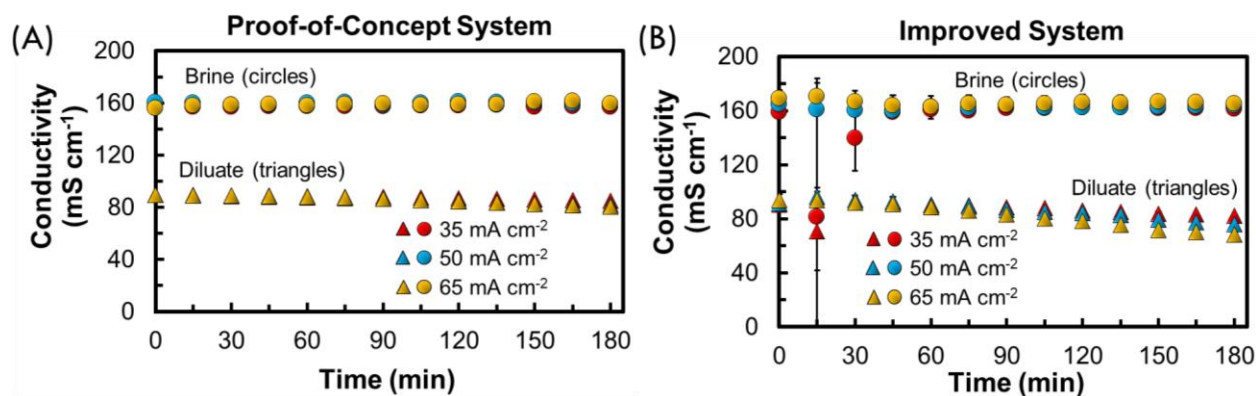 (A)
Proof-of-Concept System
200
160
120
80
40
0
Conductivity
(mS cm⁻¹)
Brine (circles)
Diluate (triangles)
35 mA cm⁻²
50 mA cm⁻²
65 mA cm⁻²
0 30 60 90 120 150 180
Time (min)
(B)
Improved System
200
160
120
80
40
0
Conductivity
(mS cm⁻¹)
Brine (circles)
Diluate (triangles)
35 mA cm⁻²
50 mA cm⁻²
65 mA cm⁻²
0 30 60 90 120 150 180
Time (min)